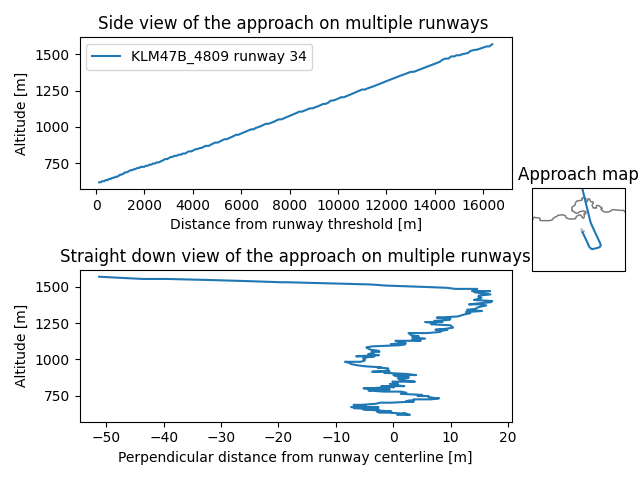 Side view of the approach on multiple runways
KLM47B_4809 runway 34
Altitude [m]
1500
1250
1000
750
0 2000 4000 6000 8000 10000 12000 14000 16000
Distance from runway threshold [m]
Approach map
Straight down view of the approach on multiple runways
Altitude [m]
1500
1250
1000
750
−50 −40 −30 −20 −10 0 10 20
Perpendicular distance from runway centerline [m]